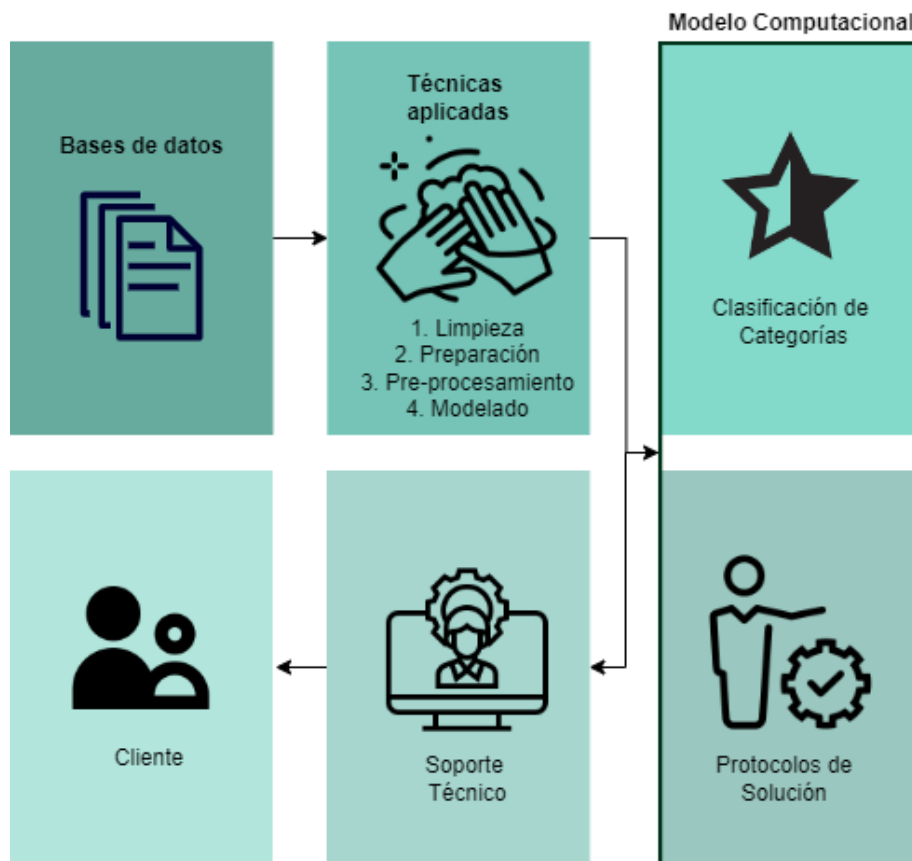 Modelo Computacional
Bases de datos
Técnicas
aplicadas
1. Limpieza
2. Preparación
3. Pre-procesamiento
4. Modelado
Clasificación de
Categorías
Cliente
Soporte
Técnico
Protocolos de
Solución